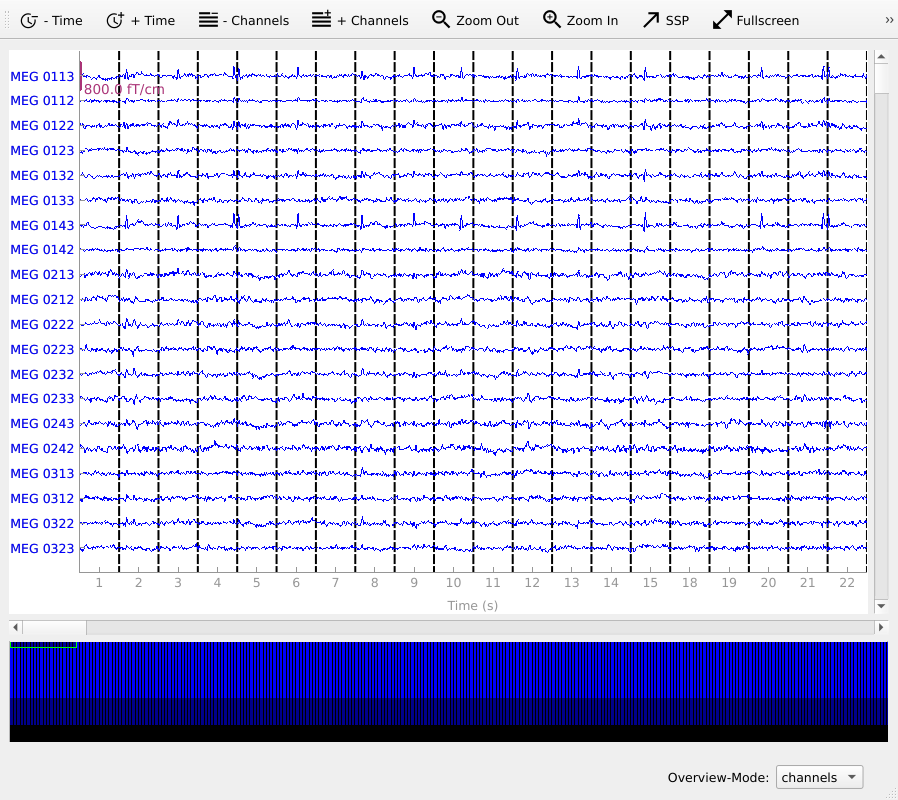 - Time + Time - Channels + Channels Zoom Out Zoom In SSP Fullscreen »
MEG 0113
800.0 fT/cm
MEG 0112
MEG 0122
MEG 0123
MEG 0132
MEG 0133
MEG 0143
MEG 0142
MEG 0213
MEG 0212
MEG 0222
MEG 0223
MEG 0232
MEG 0233
MEG 0243
MEG 0242
MEG 0313
MEG 0312
MEG 0322
MEG 0323
1 2 3 4 5 6 7 8 9 10 11 12 13 14 15 18 19 20 21 22
Time (s)
Overview-Mode: channels